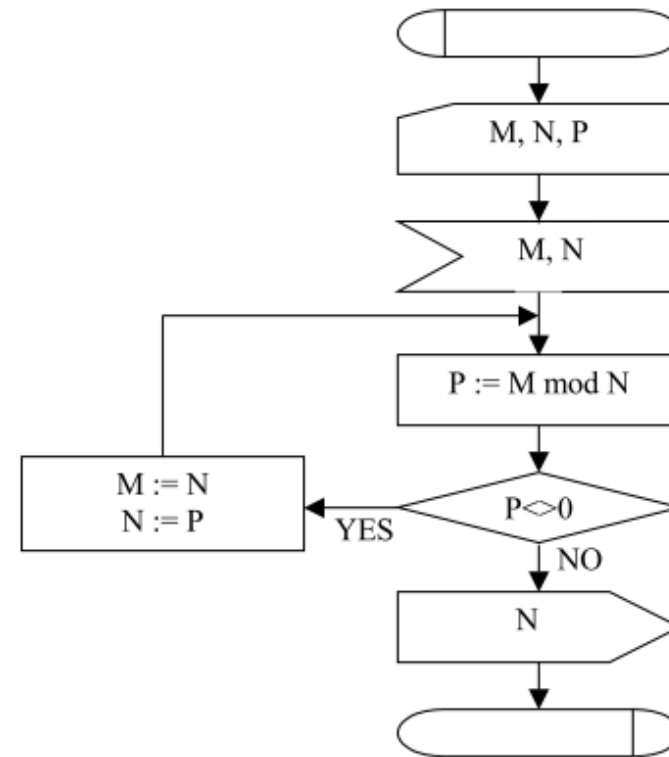 M, N, P
M, N
P := M mod N
P<>0
YES
M := N
N := P
NO
N